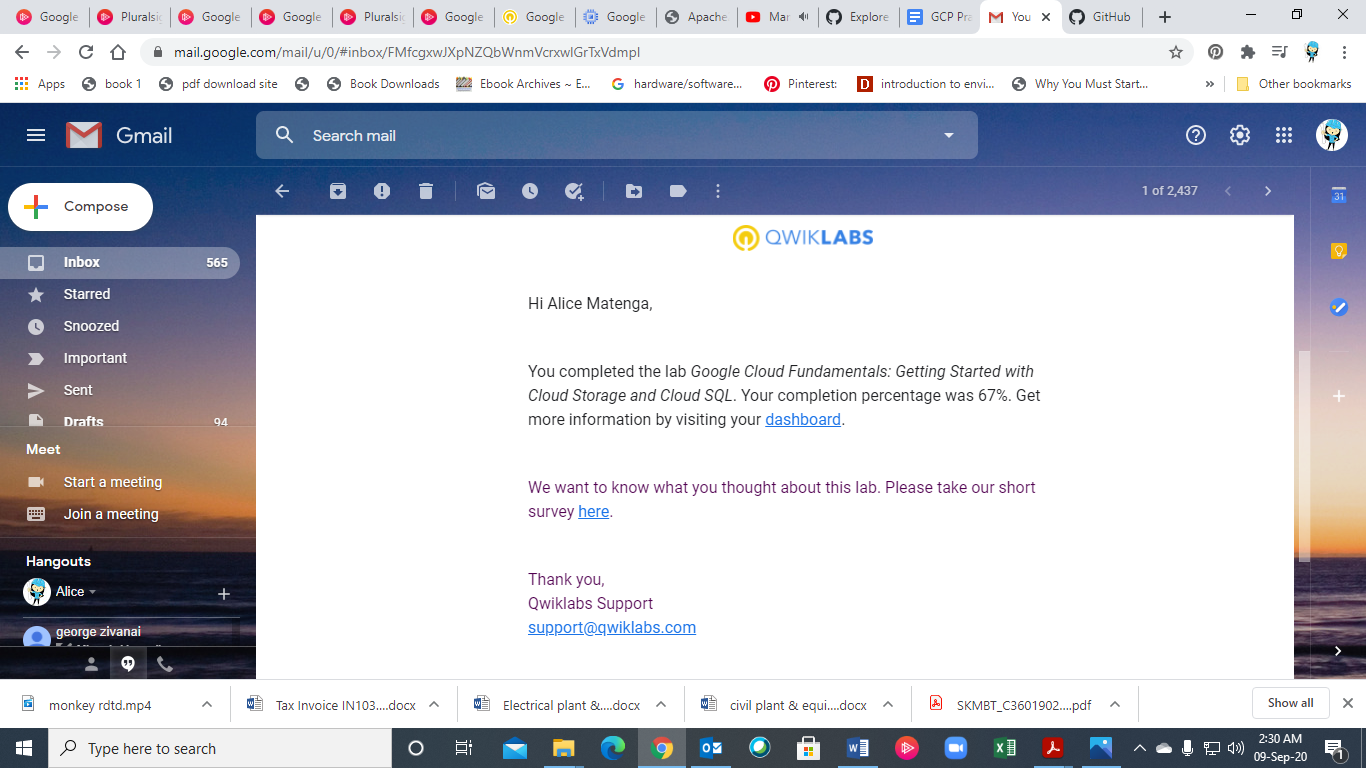 Google Pluralsi Google Google Pluralsi Google Google Google Apache Mar Explore GCP Pra You GitHub
mail.google.com/mail/u/0/#inbox/FMfcgxwJXpNZQbWnmVcrxwlGrTxVdmpl
Apps book 1 pdf download site Book Downloads Ebook Archives ~ E... hardware/software... Pinterest: introduction to envi... Why You Must Start... » Other bookmarks
Gmail Search mail
Compose 1 of 2,437
31
QWIKLABS
Inbox 565
Starred
Snoozed
Important
Sent
Drafts 94
Meet
Start a meeting
Join a meeting
Hangouts
Alice
george zivanai
Hi Alice Matenga,
You completed the lab Google Cloud Fundamentals: Getting Started with
Cloud Storage and Cloud SQL. Your completion percentage was 67%. Get
more information by visiting your dashboard.
We want to know what you thought about this lab. Please take our short
survey here.
Thank you,
Qwiklabs Support
support@qwiklabs.com
monkey rdtd.mp4 Tax Invoice IN103....docx Electrical plant &....docx civil plant & equi....docx SKMBT_C3601902....pdf Show all
Type here to search 2:30 AM
09-Sep-20 1